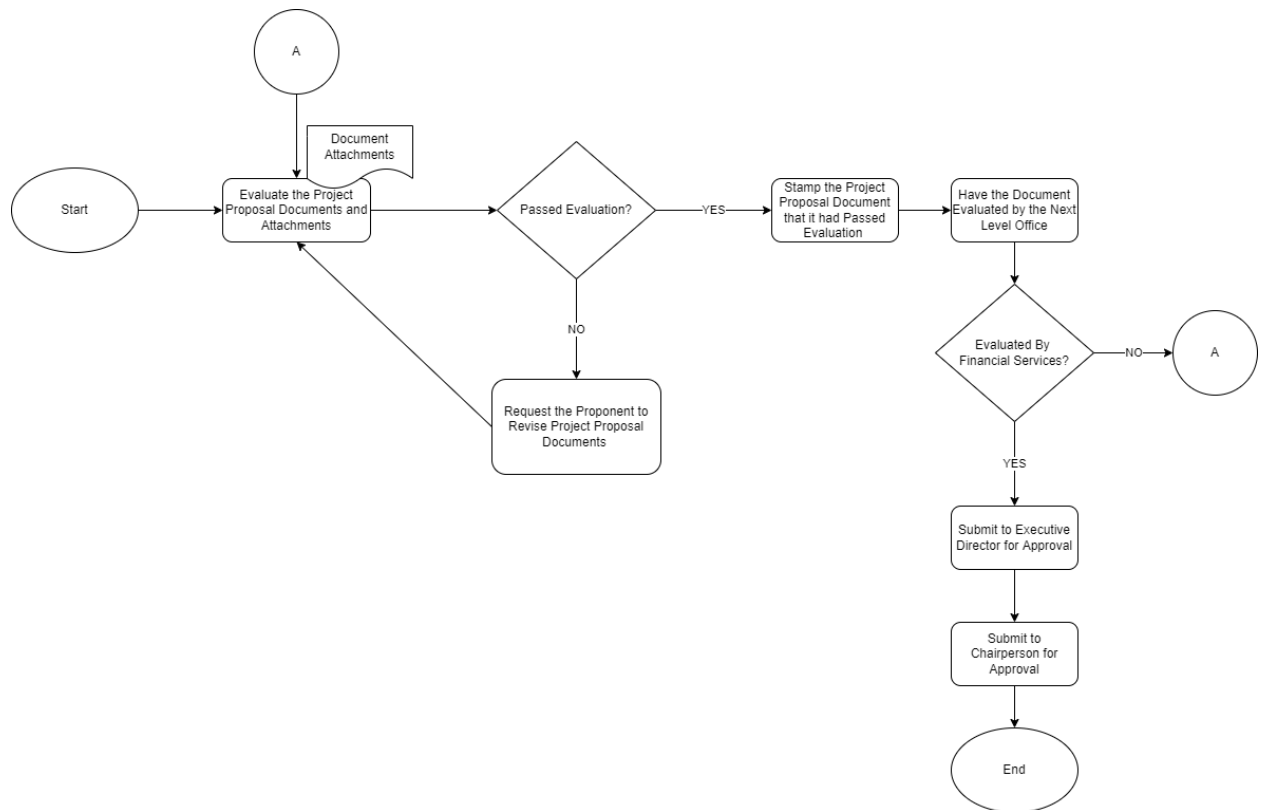 A
Document
Attachments
Start
Evaluate the Project
Proposal Documents and
Attachments
Passed Evaluation?
YES
Stamp the Project
Proposal Document
that it had Passed
Evaluation
Have the Document
Evaluated by the Next
Level Office
NO
Request the Proponent to
Revise Project Proposal
Documents
Evaluated By
Financial Services?
NO
A
YES
Submit to Executive
Director for Approval
Submit to
Chairperson for
Approval
End